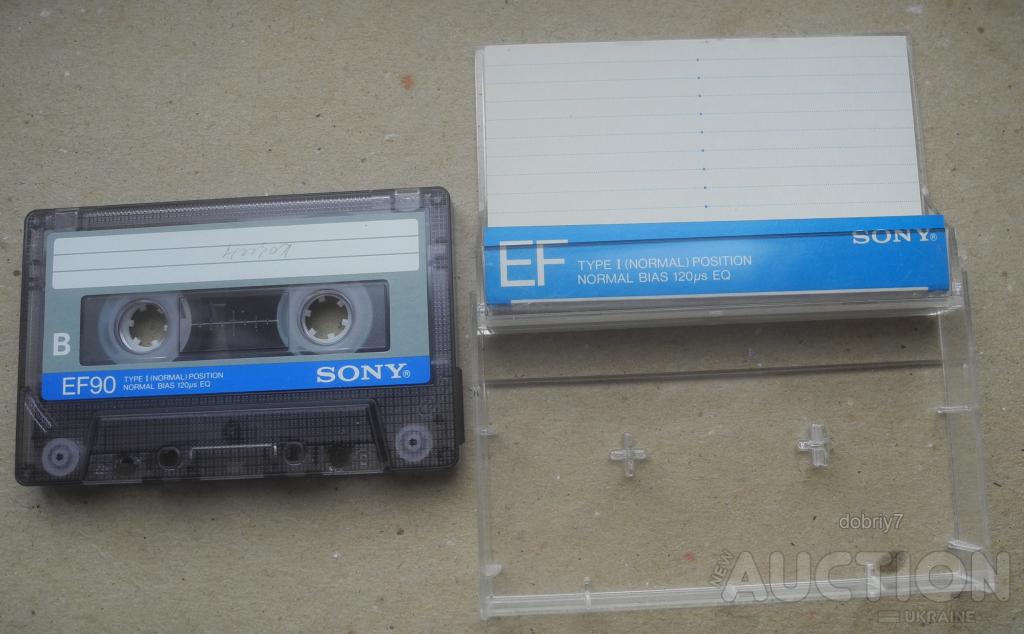 B
EF90 TYPE I (NORMAL) POSITION
NORMAL BIAS 120µs EQ
SONY®
EF TYPE I (NORMAL) POSITION
NORMAL BIAS 120µs EQ
SONY®
dobriy7
NEW AUCTION
UKRAINE